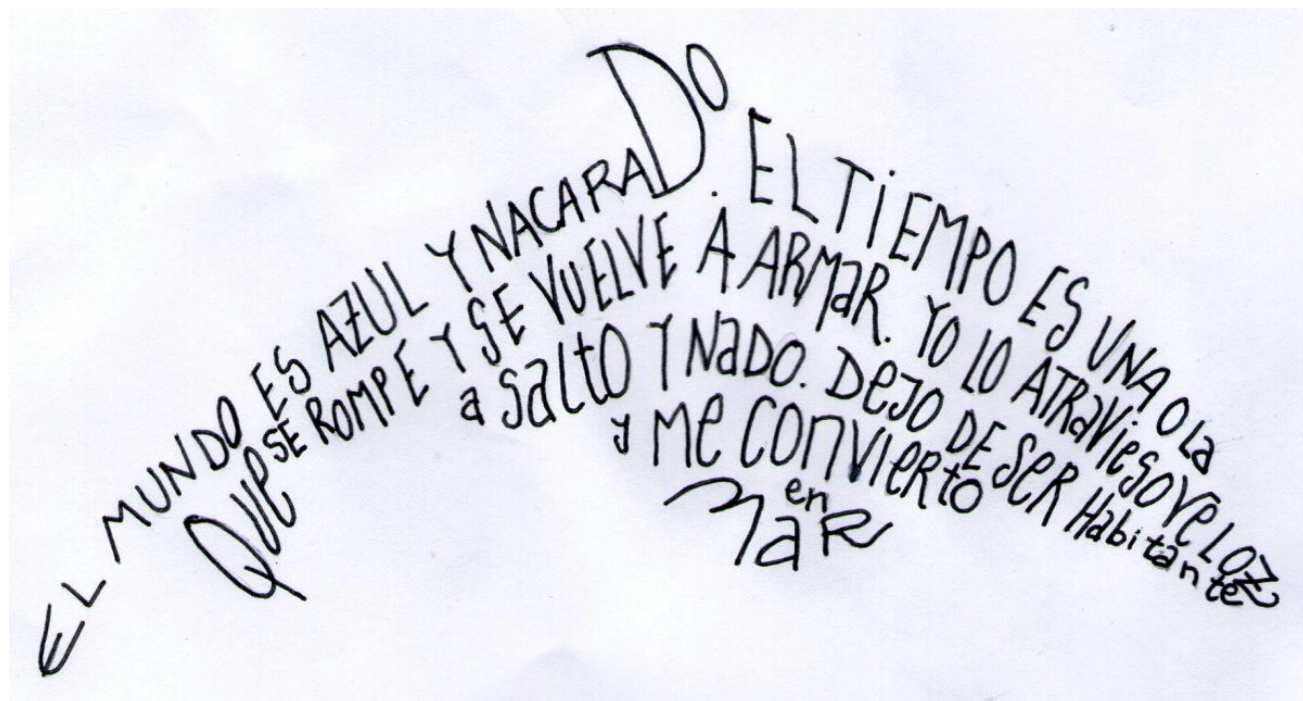 EL MUNDO ES AZUL Y NACARADO. EL TiEMPO ES UNA OLa
QUE SE ROMPE Y SE VUELVE A ARMaR. YO LO ATRaVieSO VeLOZ
a SaltO Y NaDO. DeJO DE SeR Habitante
y Me CONVIERtO
en
MaR